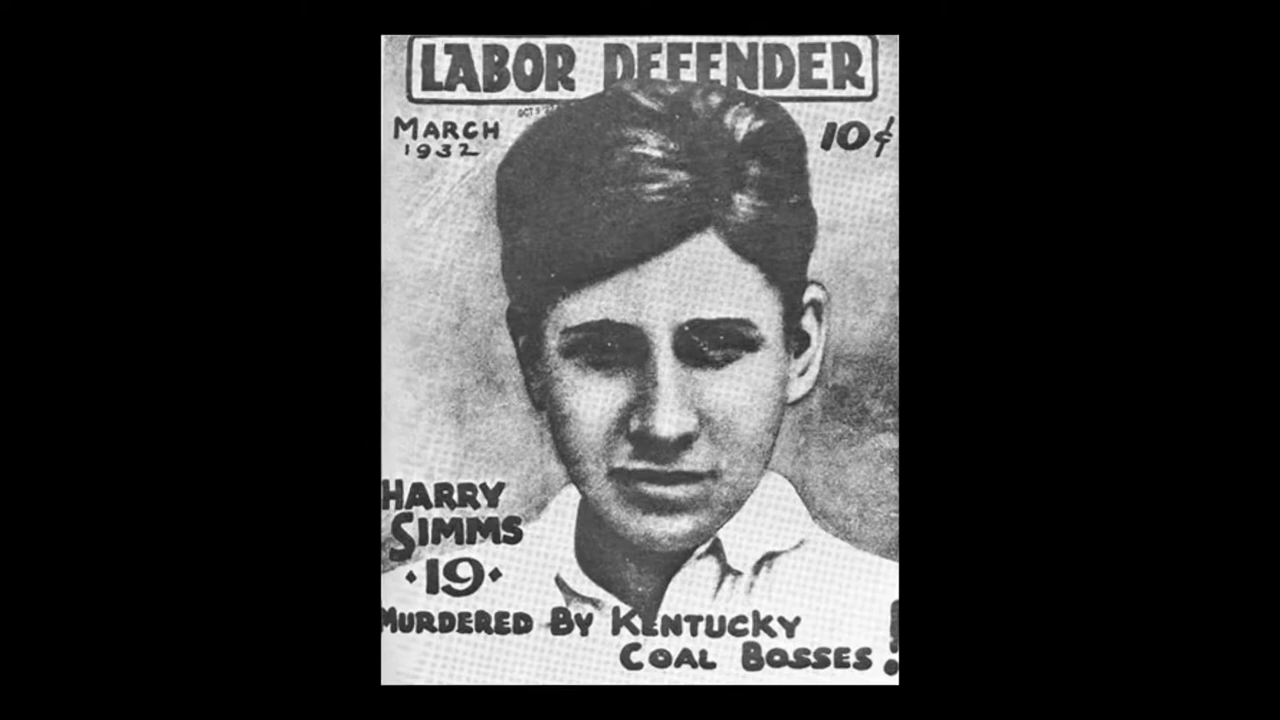 LABOR DEFENDER
MARCH
1932
10¢
HARRY
SIMMS
·19·
MURDERED BY KENTUCKY
COAL BOSSES!